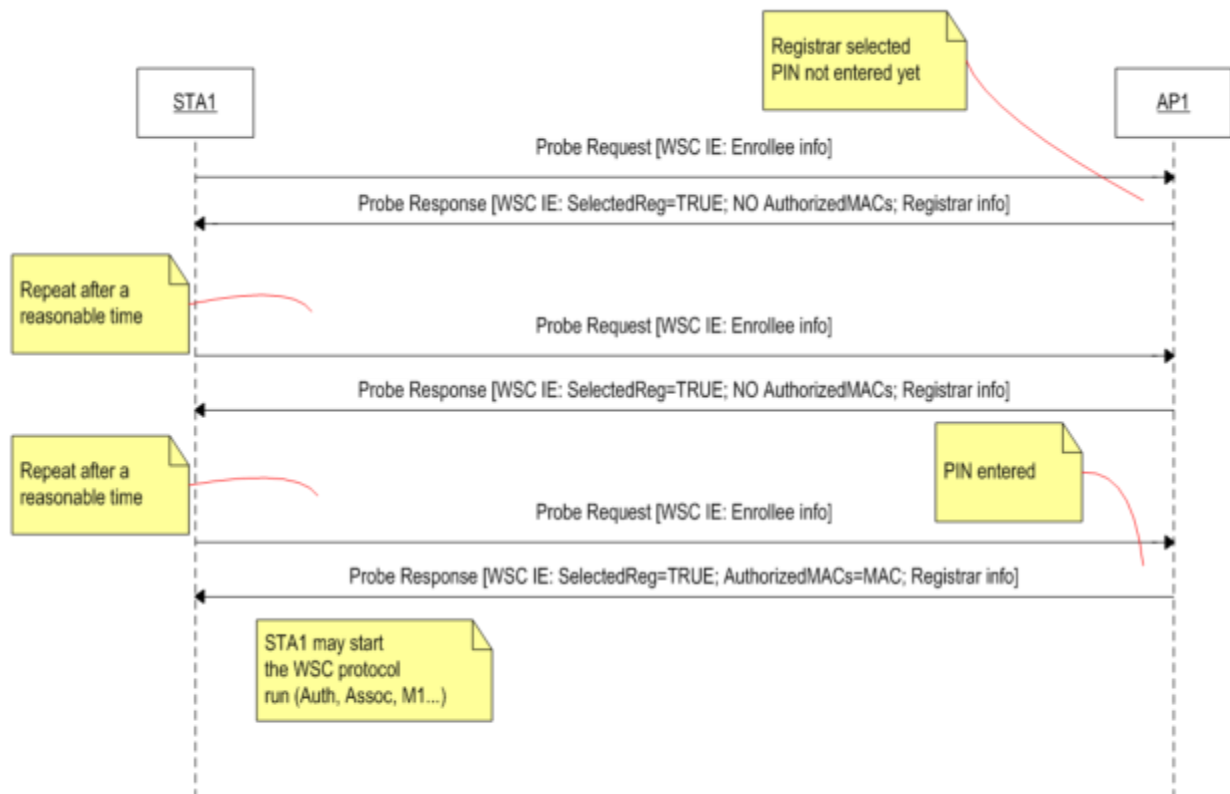 Registrar selected
PIN not entered yet
STA1
AP1
Probe Request [WSC IE: Enrollee info]
Probe Response [WSC IE: SelectedReg=TRUE; NO AuthorizedMACs; Registrar info]
Repeat after a
reasonable time
Probe Request [WSC IE: Enrollee info]
Probe Response [WSC IE: SelectedReg=TRUE; NO AuthorizedMACs; Registrar info]
Repeat after a
reasonable time
PIN entered
Probe Request [WSC IE: Enrollee info]
Probe Response [WSC IE: SelectedReg=TRUE; AuthorizedMACs=MAC; Registrar info]
STA1 may start
the WSC protocol
run (Auth, Assoc, M1...)